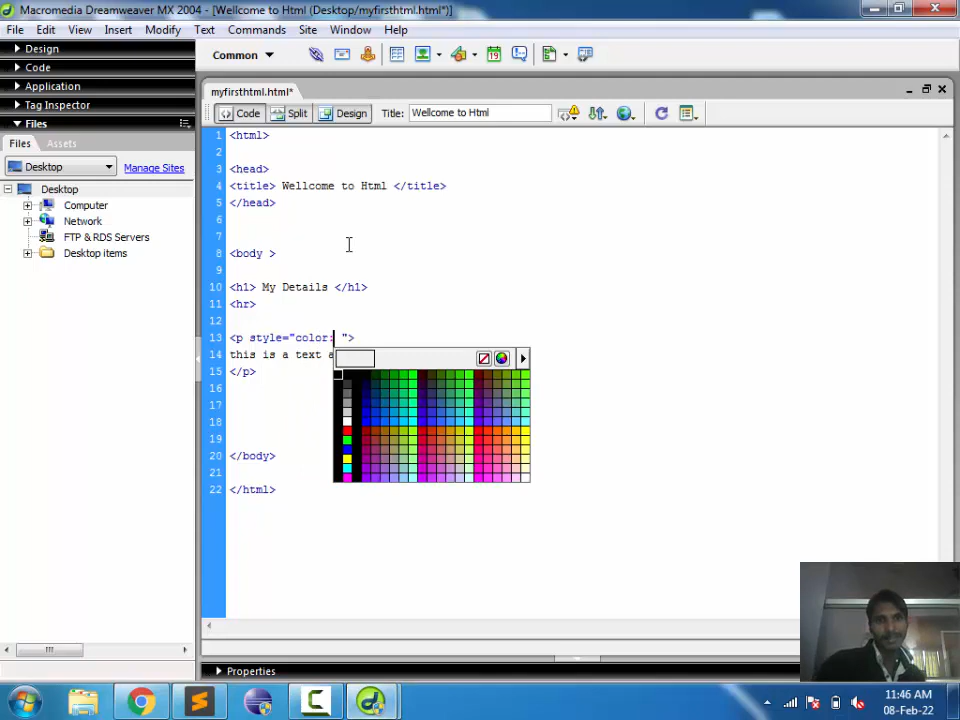 Macromedia Dreamweaver MX 2004 - [Wellcome to Html (Desktop/myfirsthtml.html*)]
File Edit View Insert Modify Text Commands Site Window Help
Design
Code
Application
Tag Inspector
Files
Files Assets
Desktop Manage Sites
Desktop
Computer
Network
FTP & RDS Servers
Desktop items
Common
19
myfirsthtml.html*
Code Split Design Title: Wellcome to Html
1 <html>
2
3 <head>
4 <title> Wellcome to Html </title>
5 </head>
6
7
8 <body >
9
10 <h1> My Details </h1>
11 <hr>
12
13 <p style="color: ">
14 this is a text a
15 </p>
16
17
18
19
20 </body>
21
22 </html>
Properties
11:46 AM
08-Feb-22